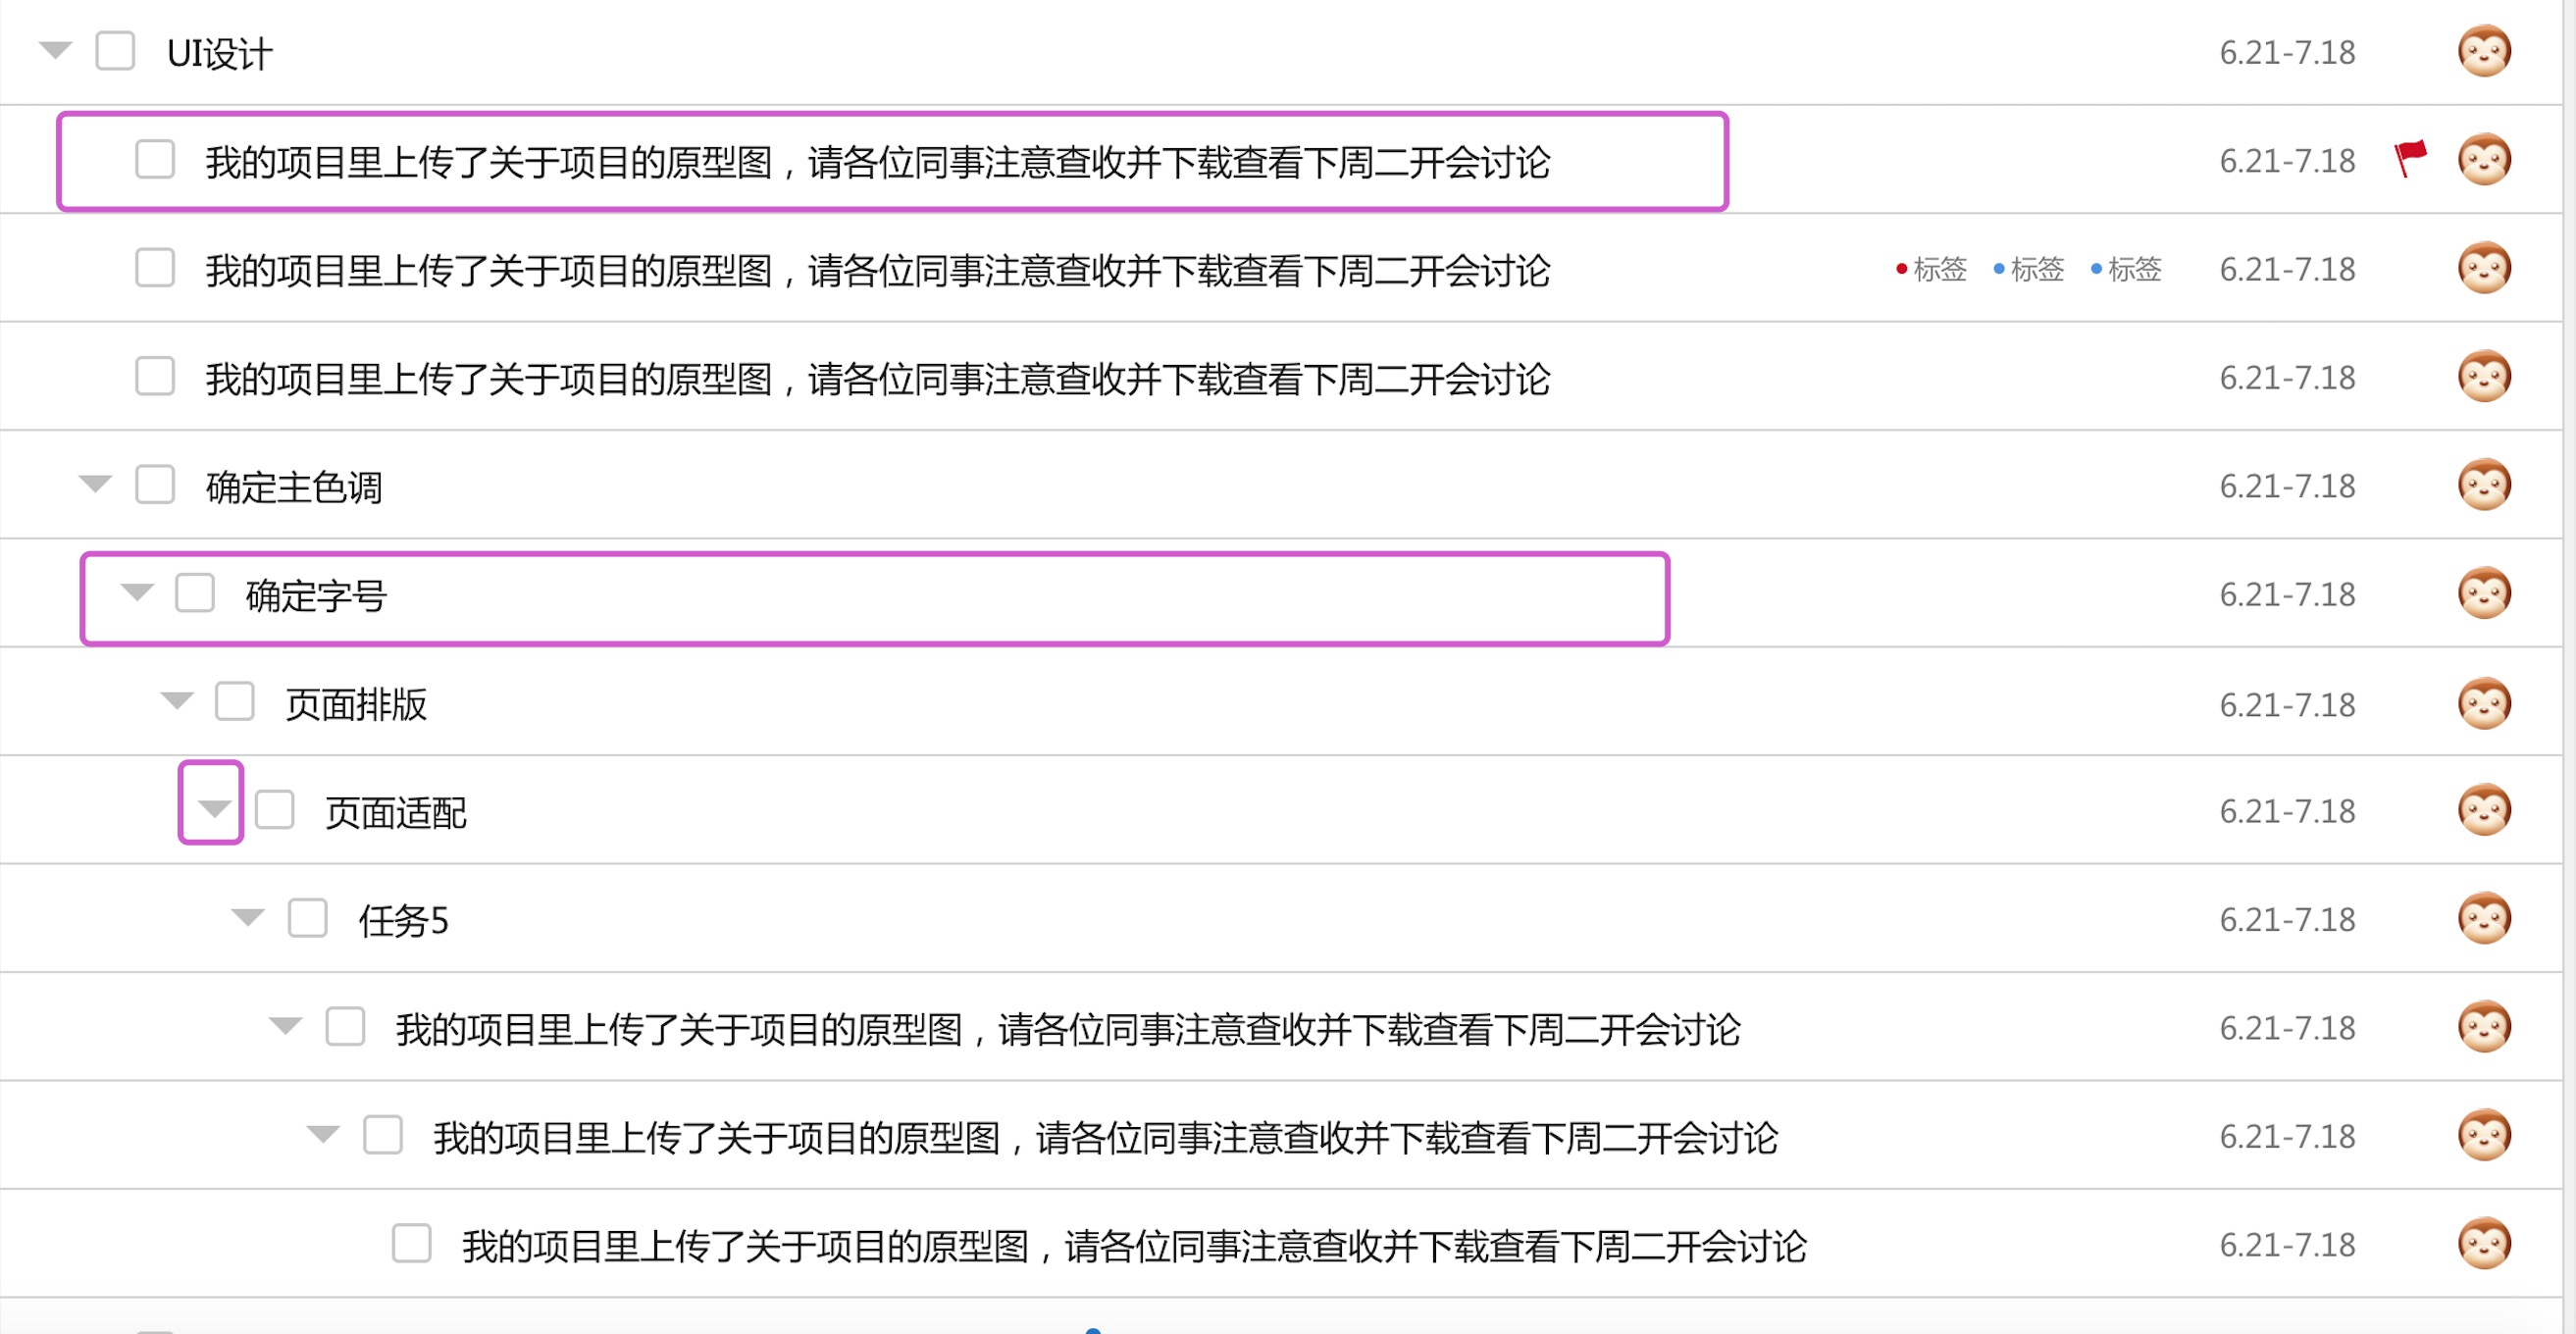 UI设计 6.21-7.18
我的项目里上传了关于项目的原型图，请各位同事注意查收并下载查看下周二开会讨论 6.21-7.18
我的项目里上传了关于项目的原型图，请各位同事注意查收并下载查看下周二开会讨论 标签 标签 标签 6.21-7.18
我的项目里上传了关于项目的原型图，请各位同事注意查收并下载查看下周二开会讨论 6.21-7.18
确定主色调 6.21-7.18
确定字号 6.21-7.18
页面排版 6.21-7.18
页面适配 6.21-7.18
任务5 6.21-7.18
我的项目里上传了关于项目的原型图，请各位同事注意查收并下载查看下周二开会讨论 6.21-7.18
我的项目里上传了关于项目的原型图，请各位同事注意查收并下载查看下周二开会讨论 6.21-7.18
我的项目里上传了关于项目的原型图，请各位同事注意查收并下载查看下周二开会讨论 6.21-7.18